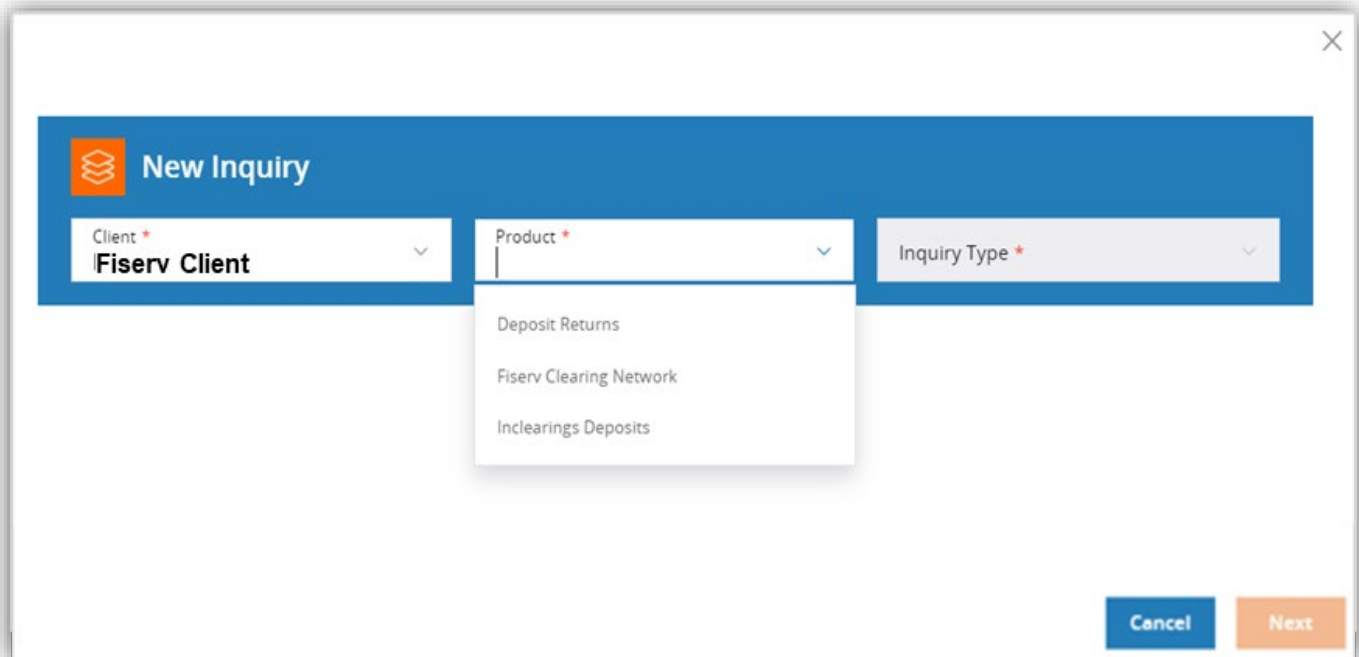 New Inquiry
Client *
Fiserv Client
Product *
Inquiry Type *
Deposit Returns
Fiserv Clearing Network
Inclearings Deposits
Cancel
Next